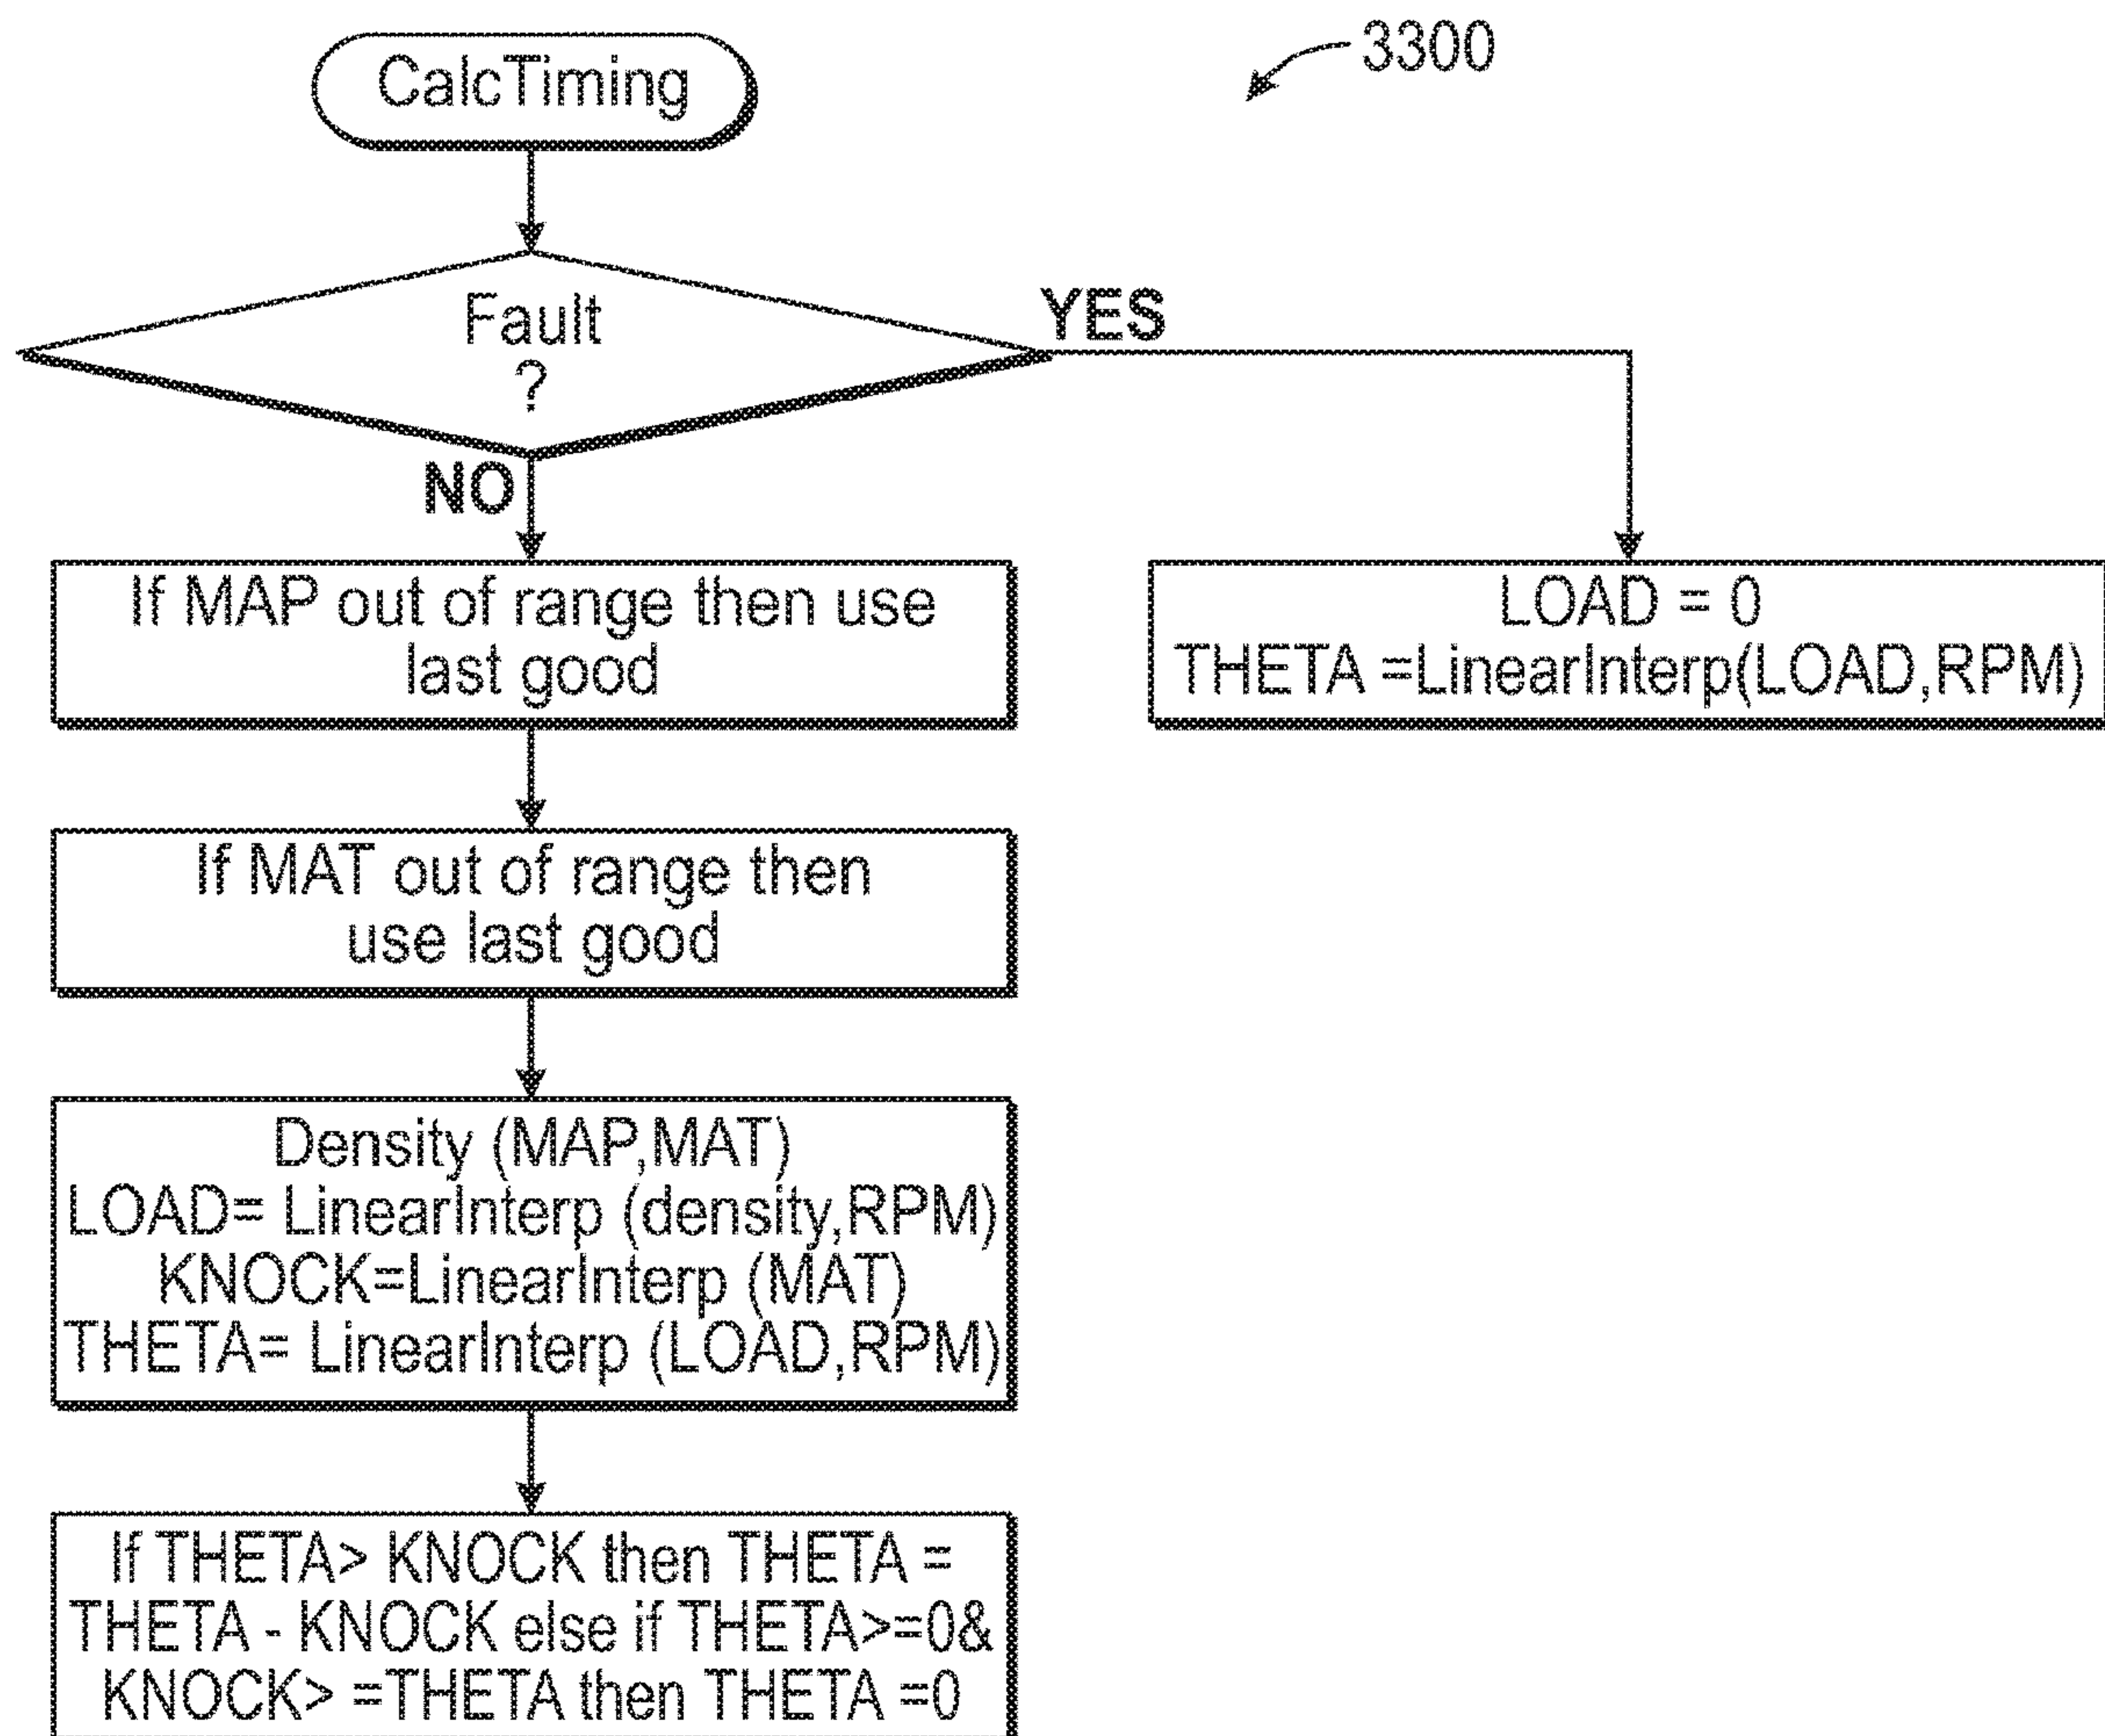 CalcTiming
3300
Fault
?
YES
NO
If MAP out of range then use
last good
LOAD = 0
THETA =LinearInterp(LOAD,RPM)
If MAT out of range then
use last good
Density (MAP,MAT)
LOAD= LinearInterp (density,RPM)
KNOCK=LinearInterp (MAT)
THETA= LinearInterp (LOAD,RPM)
If THETA> KNOCK then THETA =
THETA - KNOCK else if THETA>=0&
KNOCK> =THETA then THETA =0